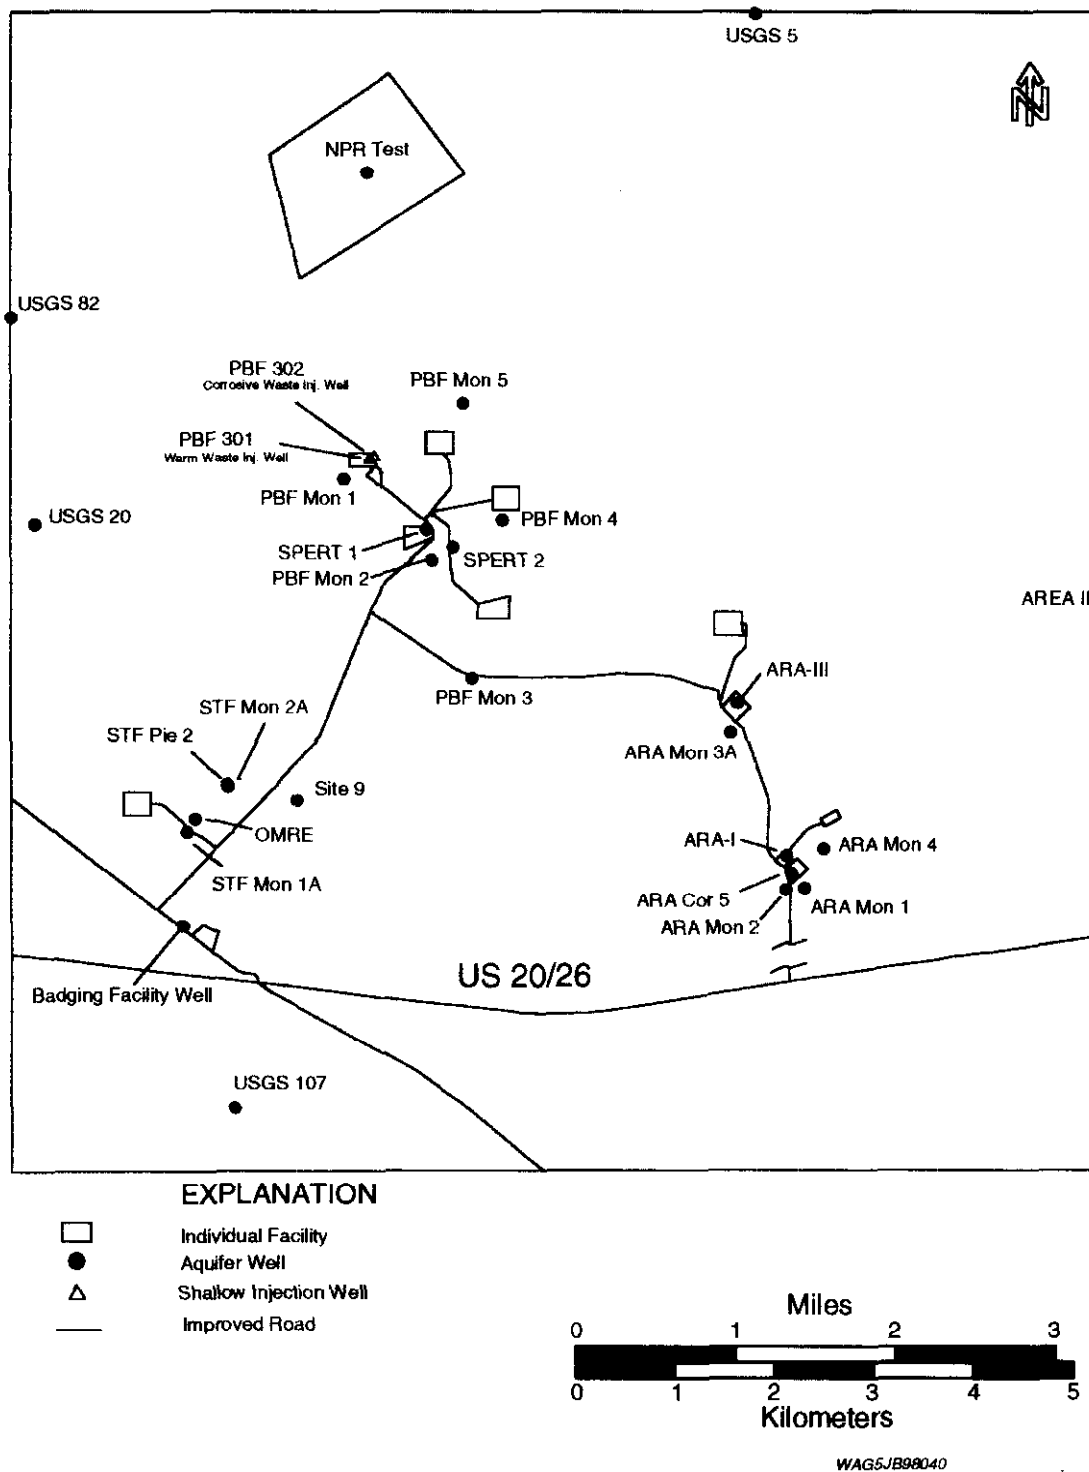 USGS 5
N
NPR Test
USGS 82
PBF 302
Corrosive Waste Inj. Well
PBF Mon 5
PBF 301
Warm Waste Inj. Well
PBF Mon 1
USGS 20
PBF Mon 4
SPERT 1
SPERT 2
PBF Mon 2
AREA II
ARA-III
PBF Mon 3
STF Mon 2A
STF Pie 2
ARA Mon 3A
Site 9
OMRE
ARA-I
ARA Mon 4
STF Mon 1A
ARA Cor 5
ARA Mon 1
ARA Mon 2
US 20/26
Badging Facility Well
USGS 107
EXPLANATION
Individual Facility
Aquifer Well
Shallow Injection Well
Improved Road
Miles
0 1 2 3
0 1 2 3 4 5
Kilometers
WAG5JB98040